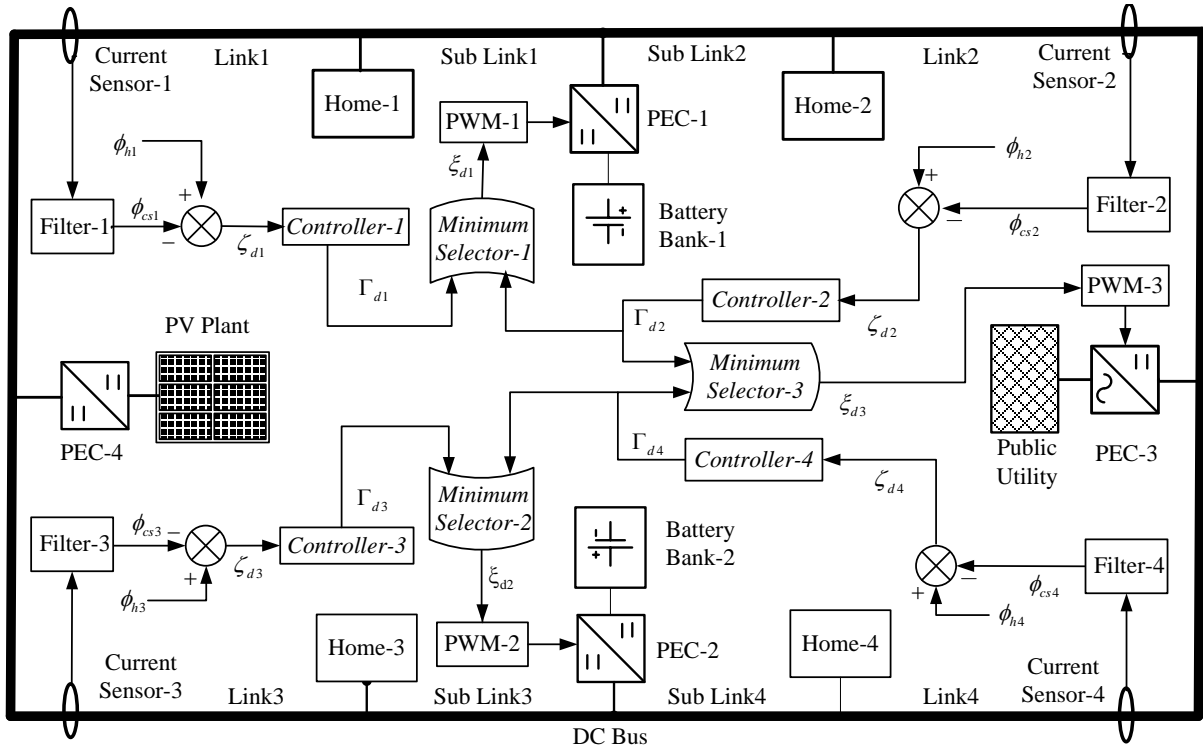 Current
Sensor-1
Link1
Sub Link1
Sub Link2
Link2
Current
Sensor-2
Home-1
PWM-1
PEC-1
Home-2
ϕh1
ξd1
ϕh2
+
+
Filter-1
ϕcs1
−
ζd1
Controller-1
Minimum
Selector-1
+
Battery
Bank-1
−
ϕcs2
Filter-2
Γd1
Γd2
Controller-2
ζd2
PWM-3
PV Plant
Minimum
Selector-3
ξd3
PEC-4
Public
Utility
PEC-3
Γd4
Controller-4
ζd4
Γd3
Minimum
Selector-2
Battery
Bank-2
+
Filter-3
ϕcs3
−
ζd3
Controller-3
+
ϕh3
ξd2
−
ϕcs4
Filter-4
+
ϕh4
Home-3
PWM-2
PEC-2
Home-4
Current
Sensor-3
Link3
Sub Link3
Sub Link4
Link4
Current
Sensor-4
DC Bus